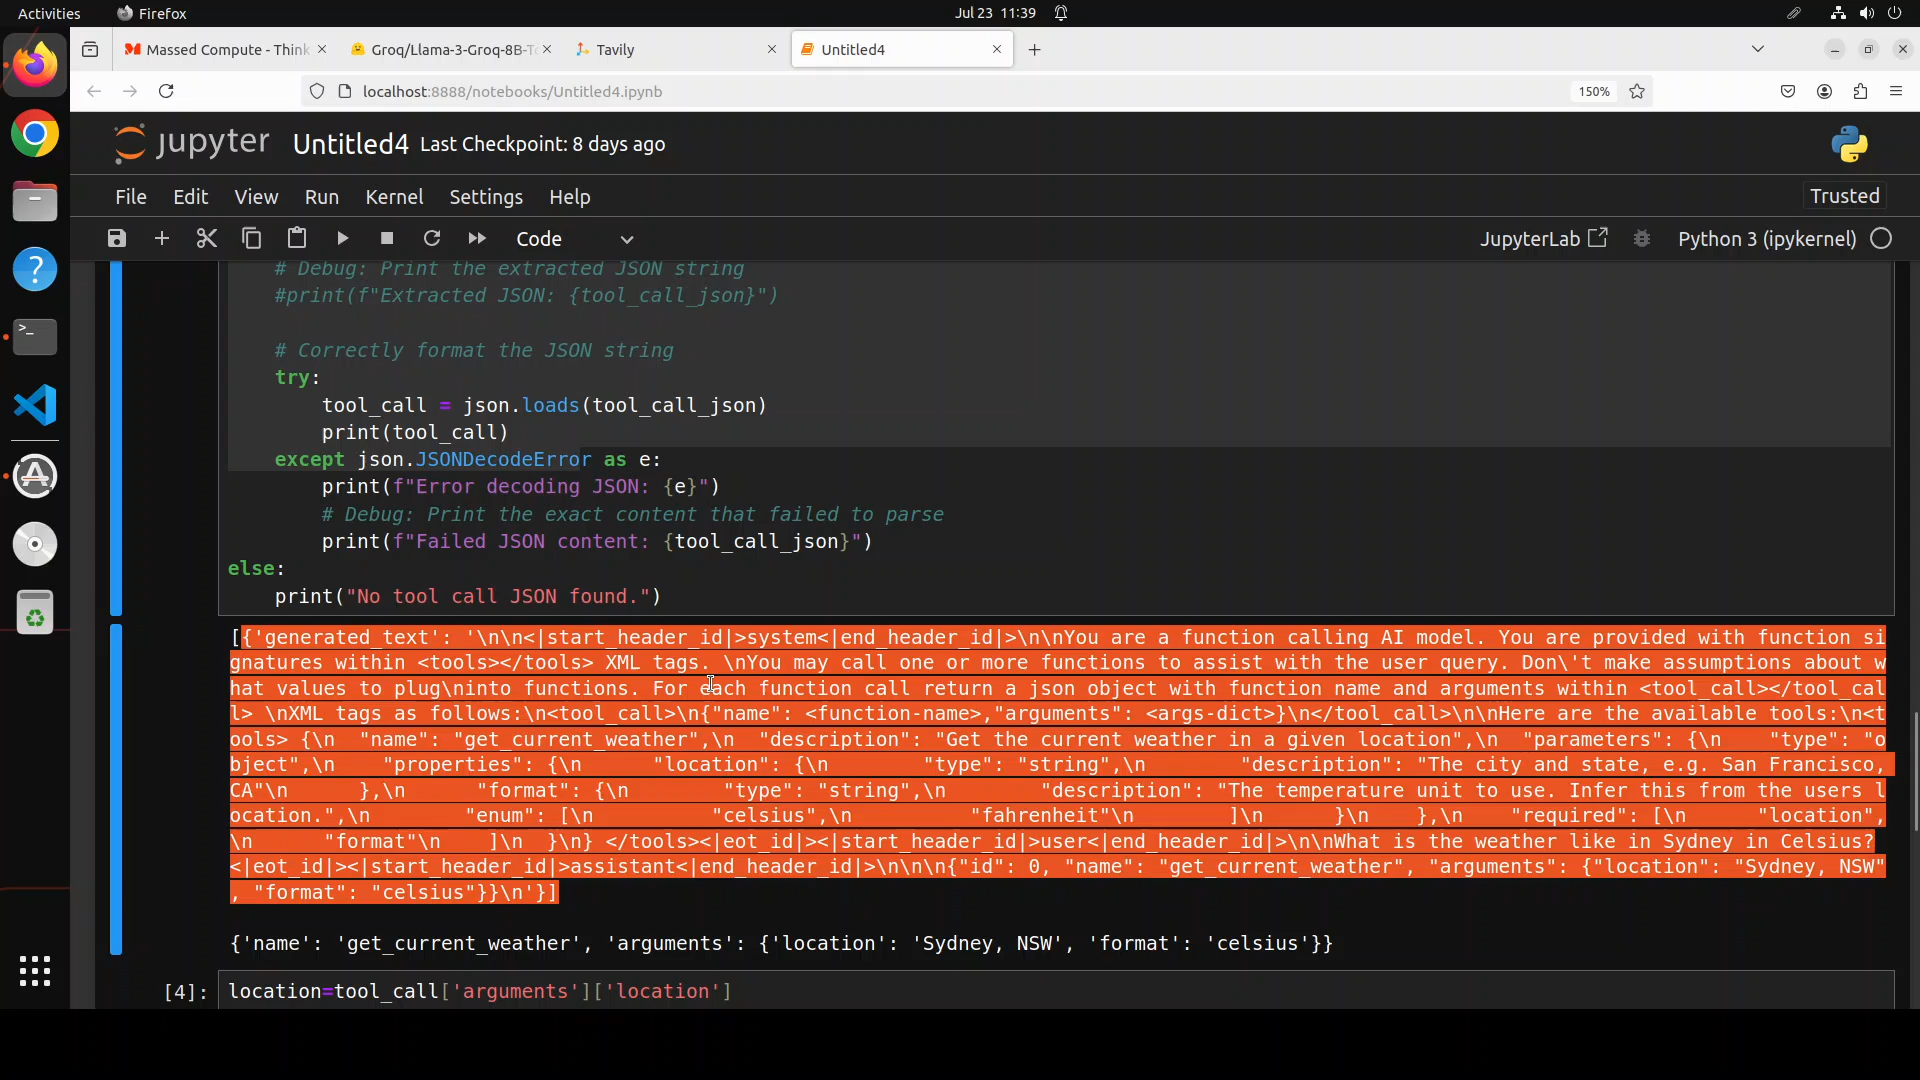 Activities Firefox Jul 23 11:39
Massed Compute - Think Groq/Llama-3-Groq-8B-To Tavily Untitled4
localhost:8888/notebooks/Untitled4.ipynb 150%
jupyter Untitled4 Last Checkpoint: 8 days ago
File Edit View Run Kernel Settings Help Trusted
Code JupyterLab Python 3 (ipykernel)
# Debug: Print the extracted JSON string
#print(f"Extracted JSON: {tool_call_json}")
# Correctly format the JSON string
try:
tool_call = json.loads(tool_call_json)
print(tool_call)
except json.JSONDecodeError as e:
print(f"Error decoding JSON: {e}")
# Debug: Print the exact content that failed to parse
print(f"Failed JSON content: {tool_call_json}")
else:
print("No tool call JSON found.")
[{'generated_text': '\n\n<|start_header_id|>system<|end_header_id|>\n\nYou are a function calling AI model. You are provided with function si
gnatures within <tools></tools> XML tags. \nYou may call one or more functions to assist with the user query. Don\'t make assumptions about w
hat values to plug\ninto functions. For each function call return a json object with function name and arguments within <tool_call></tool_cal
l> \nXML tags as follows:\n<tool_call>\n{"name": <function-name>,"arguments": <args-dict>}\n</tool_call>\n\nHere are the available tools:\n<t
ools> {\n  "name": "get_current_weather",\n  "description": "Get the current weather in a given location",\n  "parameters": {\n    "type": "o
bject",\n    "properties": {\n      "location": {\n        "type": "string",\n        "description": "The city and state, e.g. San Francisco,
CA"\n      },\n      "format": {\n        "type": "string",\n        "description": "The temperature unit to use. Infer this from the users l
ocation.",\n        "enum": [\n          "celsius",\n          "fahrenheit"\n        ]\n      }\n    },\n    "required": [\n      "location",
\n      "format"\n    ]\n  }\n} </tools><|eot_id|><|start_header_id|>user<|end_header_id|>\n\nWhat is the weather like in Sydney in Celsius?
<|eot_id|><|start_header_id|>assistant<|end_header_id|>\n\n\n{"id": 0, "name": "get_current_weather", "arguments": {"location": "Sydney, NSW"
, "format": "celsius"}}\n'}]
{'name': 'get_current_weather', 'arguments': {'location': 'Sydney, NSW', 'format': 'celsius'}}
[4]: location=tool_call['arguments']['location']